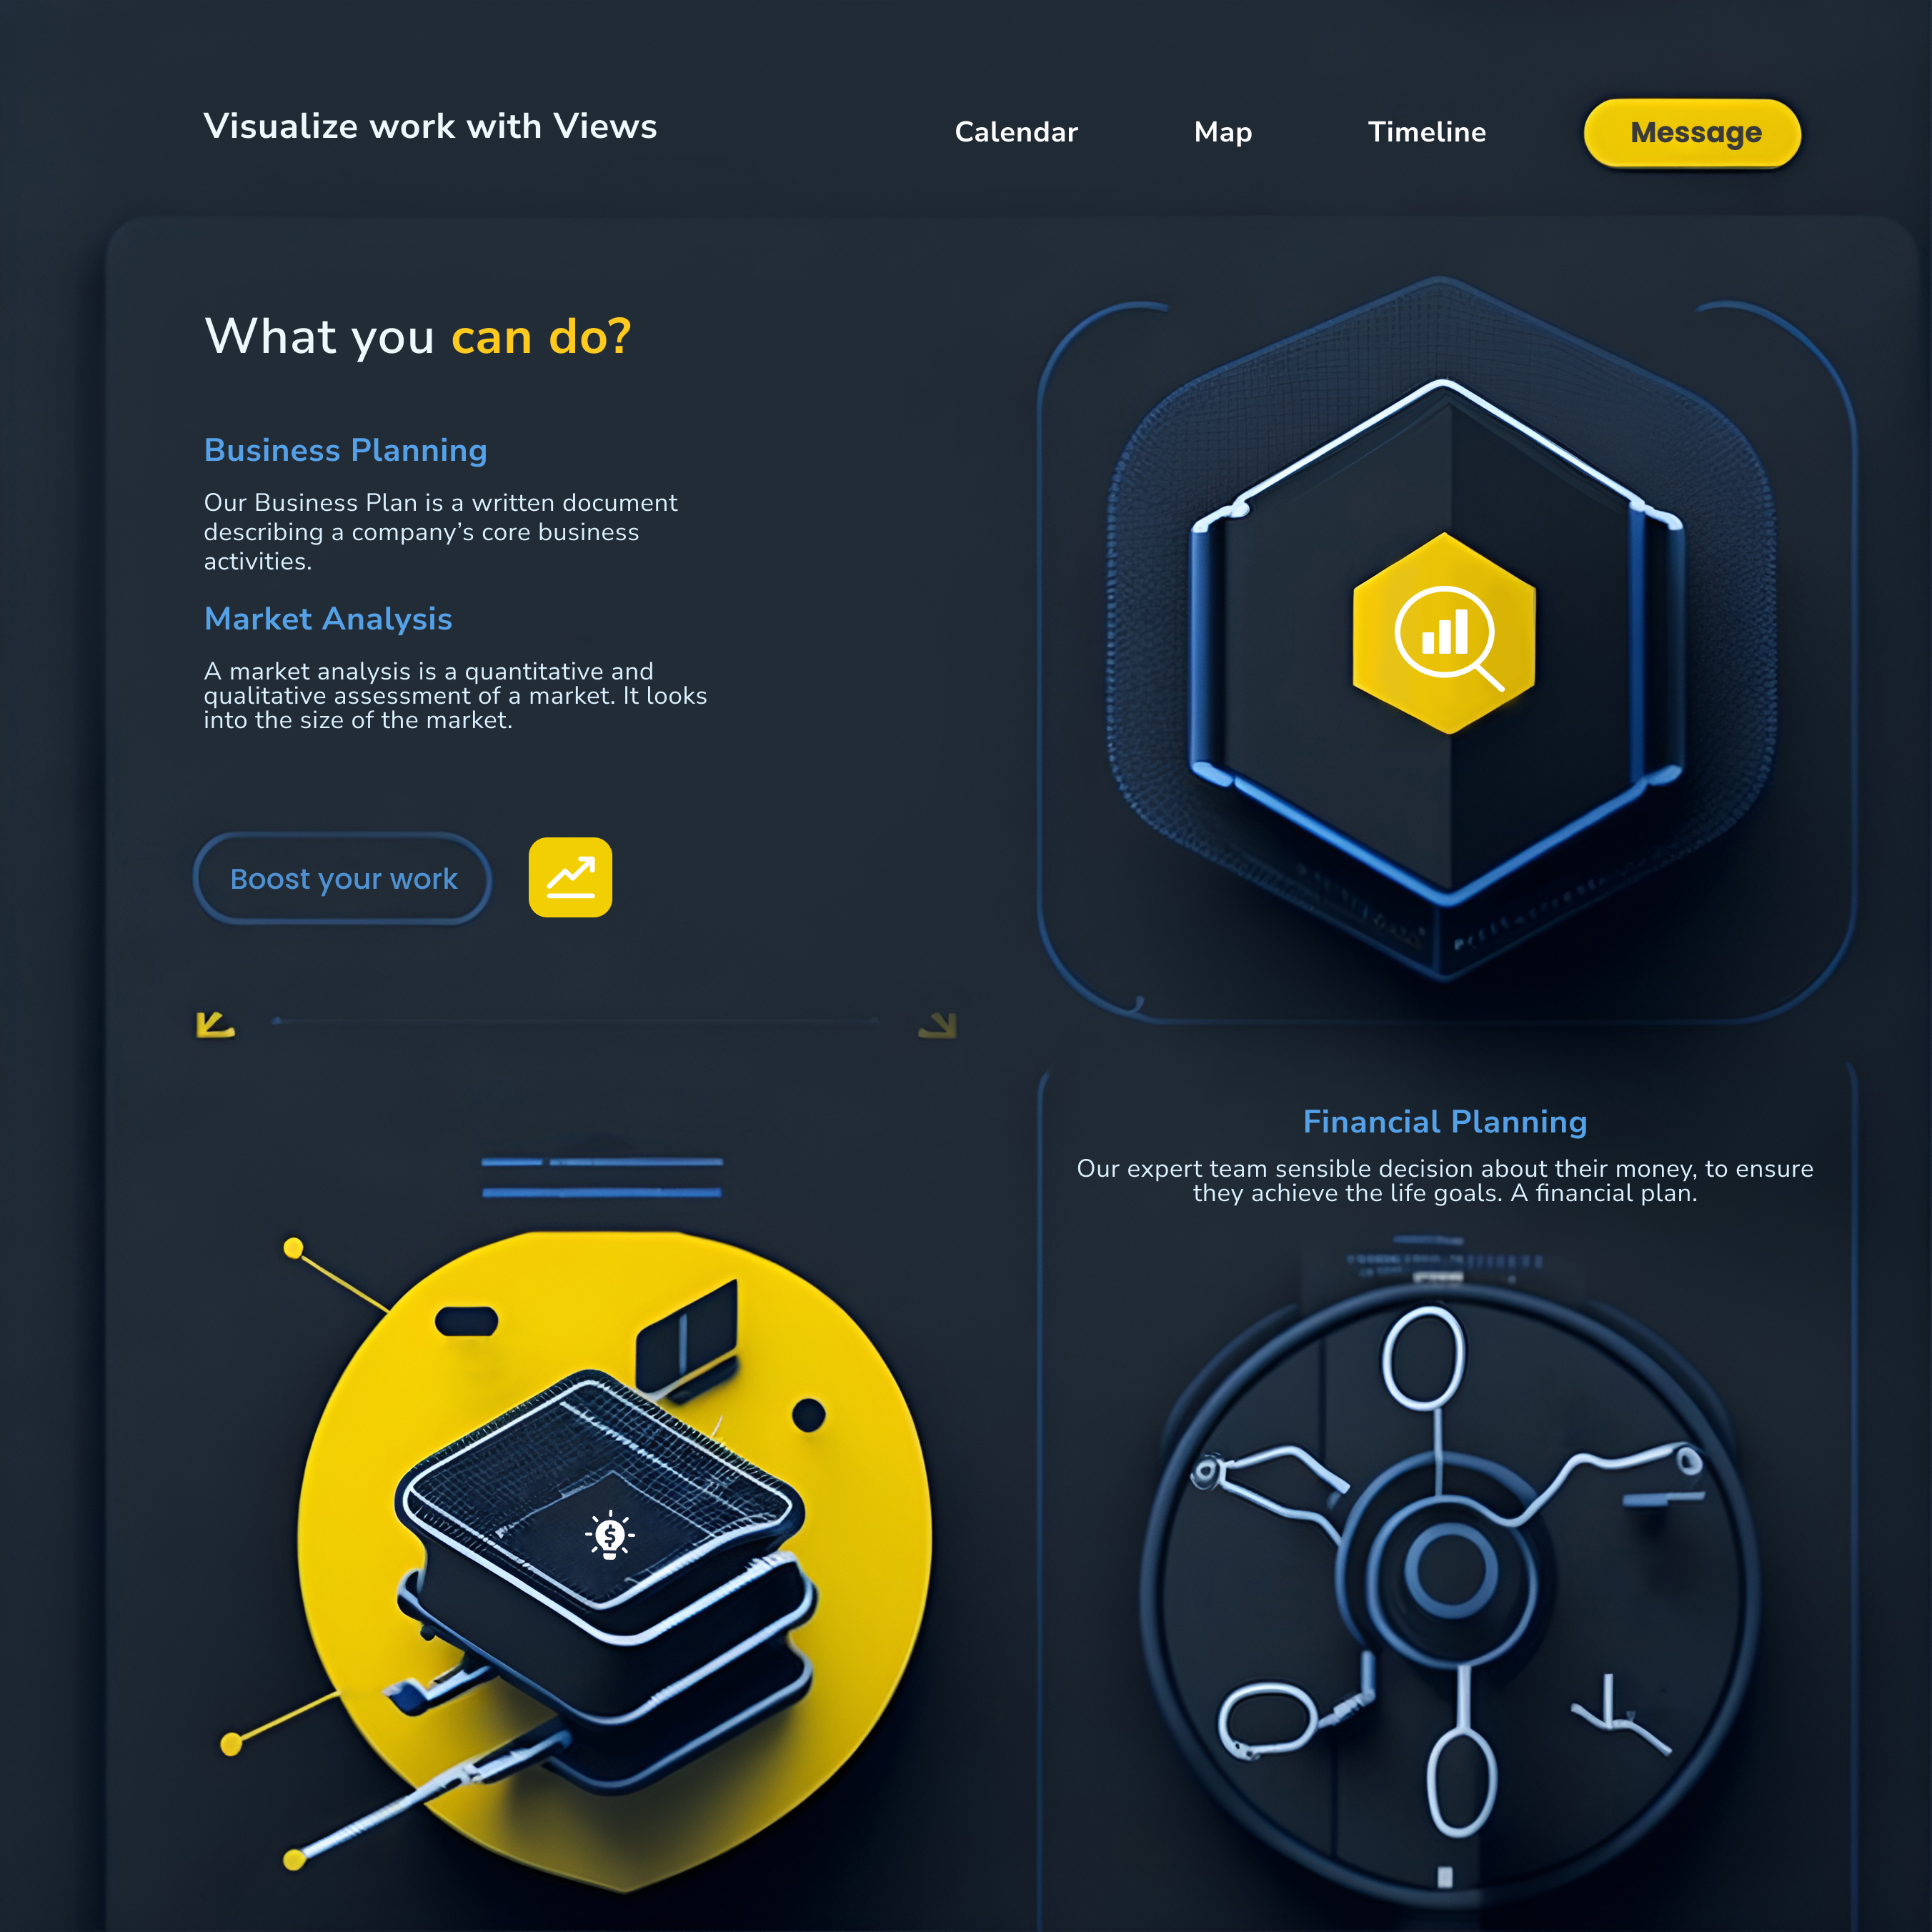 Visualize work with Views
Calendar
Map
Timeline
Message
What you can do?
Business Planning
Our Business Plan is a written document
describing a company’s core business
activities.
Market Analysis
A market analysis is a quantitative and
qualitative assessment of a market. It looks
into the size of the market.
Boost your work
Financial Planning
Our expert team sensible decision about their money, to ensure
they achieve the life goals. A financial plan.
$